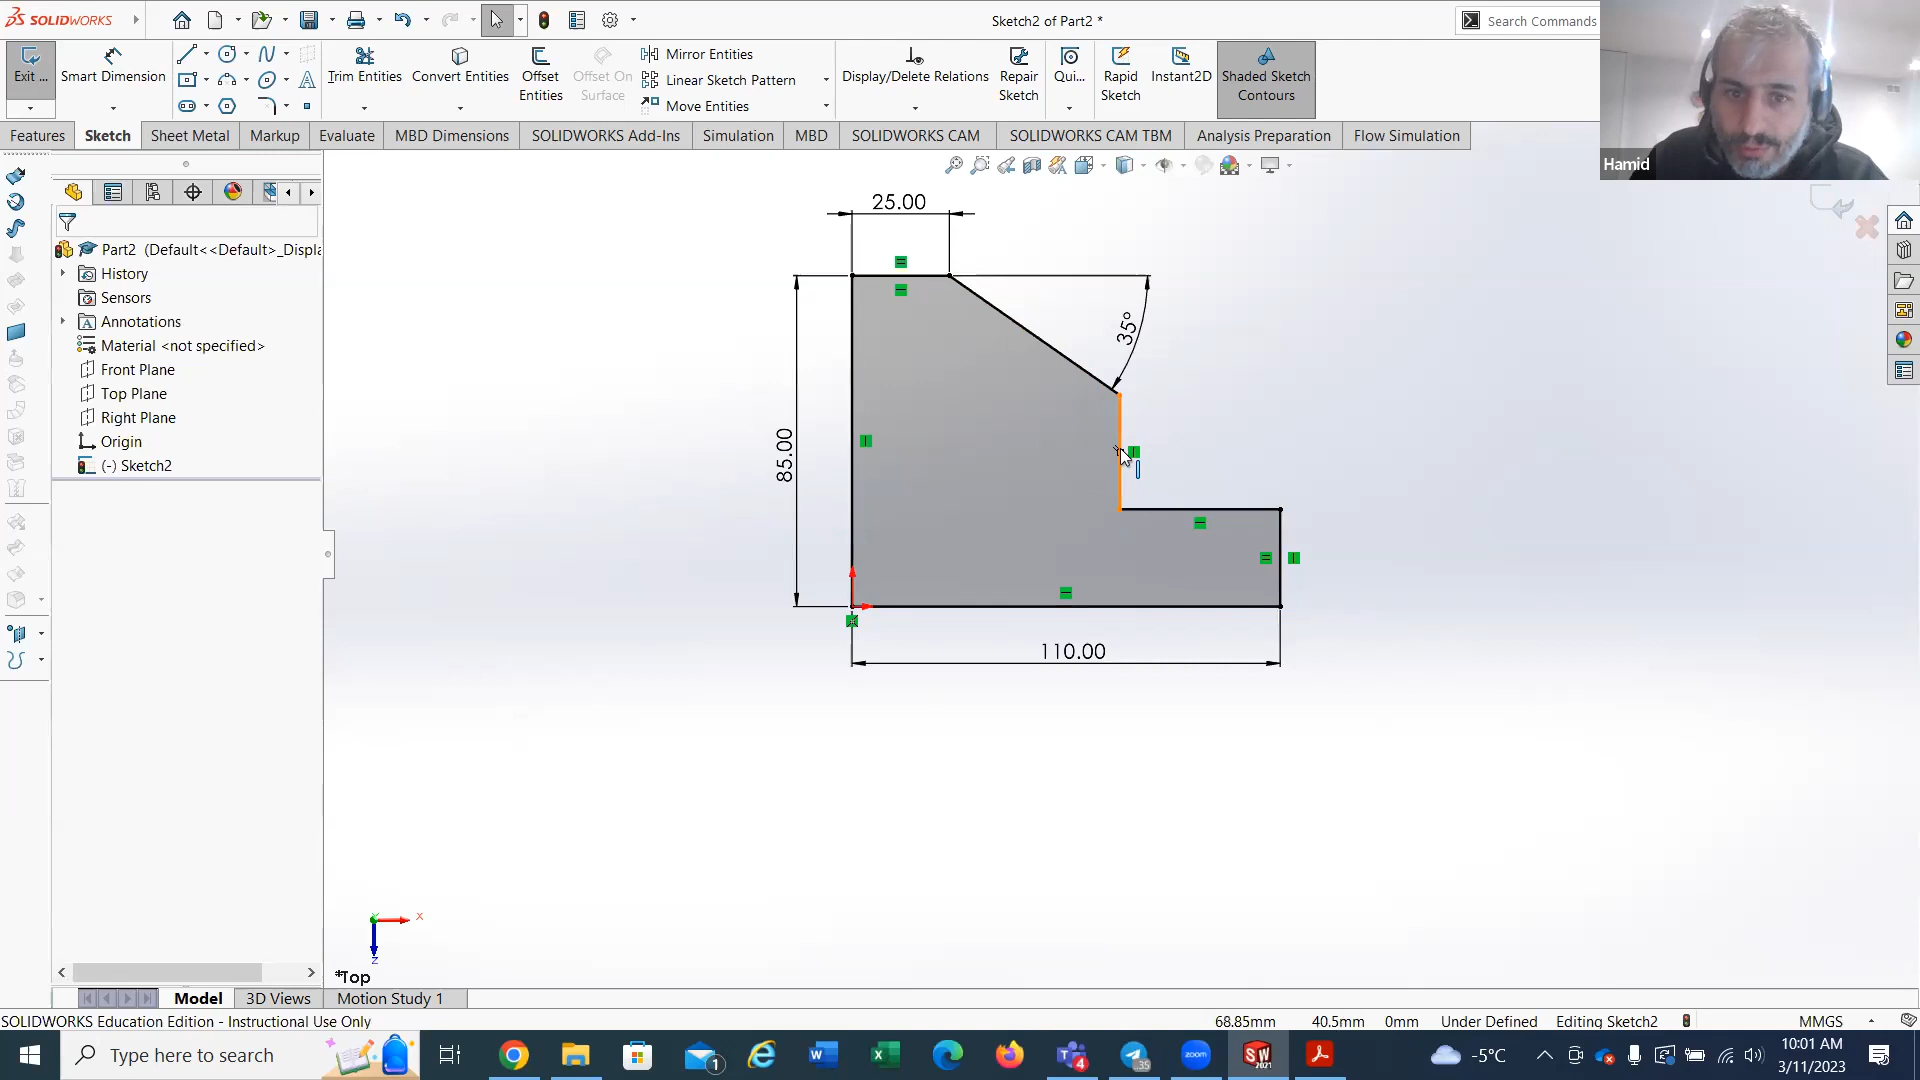 SOLIDWORKS
Sketch2 of Part2 *
Search Commands
Exit ...
Smart Dimension
Trim Entities
Convert Entities
Offset
Entities
Offset On
Surface
Mirror Entities
Linear Sketch Pattern
Move Entities
Display/Delete Relations
Repair
Sketch
Qui...
Rapid
Sketch
Instant2D
Shaded Sketch
Contours
Features
Sketch
Sheet Metal
Markup
Evaluate
MBD Dimensions
SOLIDWORKS Add-Ins
Simulation
MBD
SOLIDWORKS CAM
SOLIDWORKS CAM TBM
Analysis Preparation
Flow Simulation
Hamid
Part2 (Default<<Default>_Displa
History
Sensors
Annotations
Material <not specified>
Front Plane
Top Plane
Right Plane
Origin
(-) Sketch2
25.00
35°
85.00
110.00
X
Z
*Top
Model
3D Views
Motion Study 1
SOLIDWORKS Education Edition - Instructional Use Only
68.85mm
40.5mm
0mm
Under Defined
Editing Sketch2
MMGS
Type here to search
1
4
35
zoom
SW
2021
-5°C
10:01 AM
3/11/2023